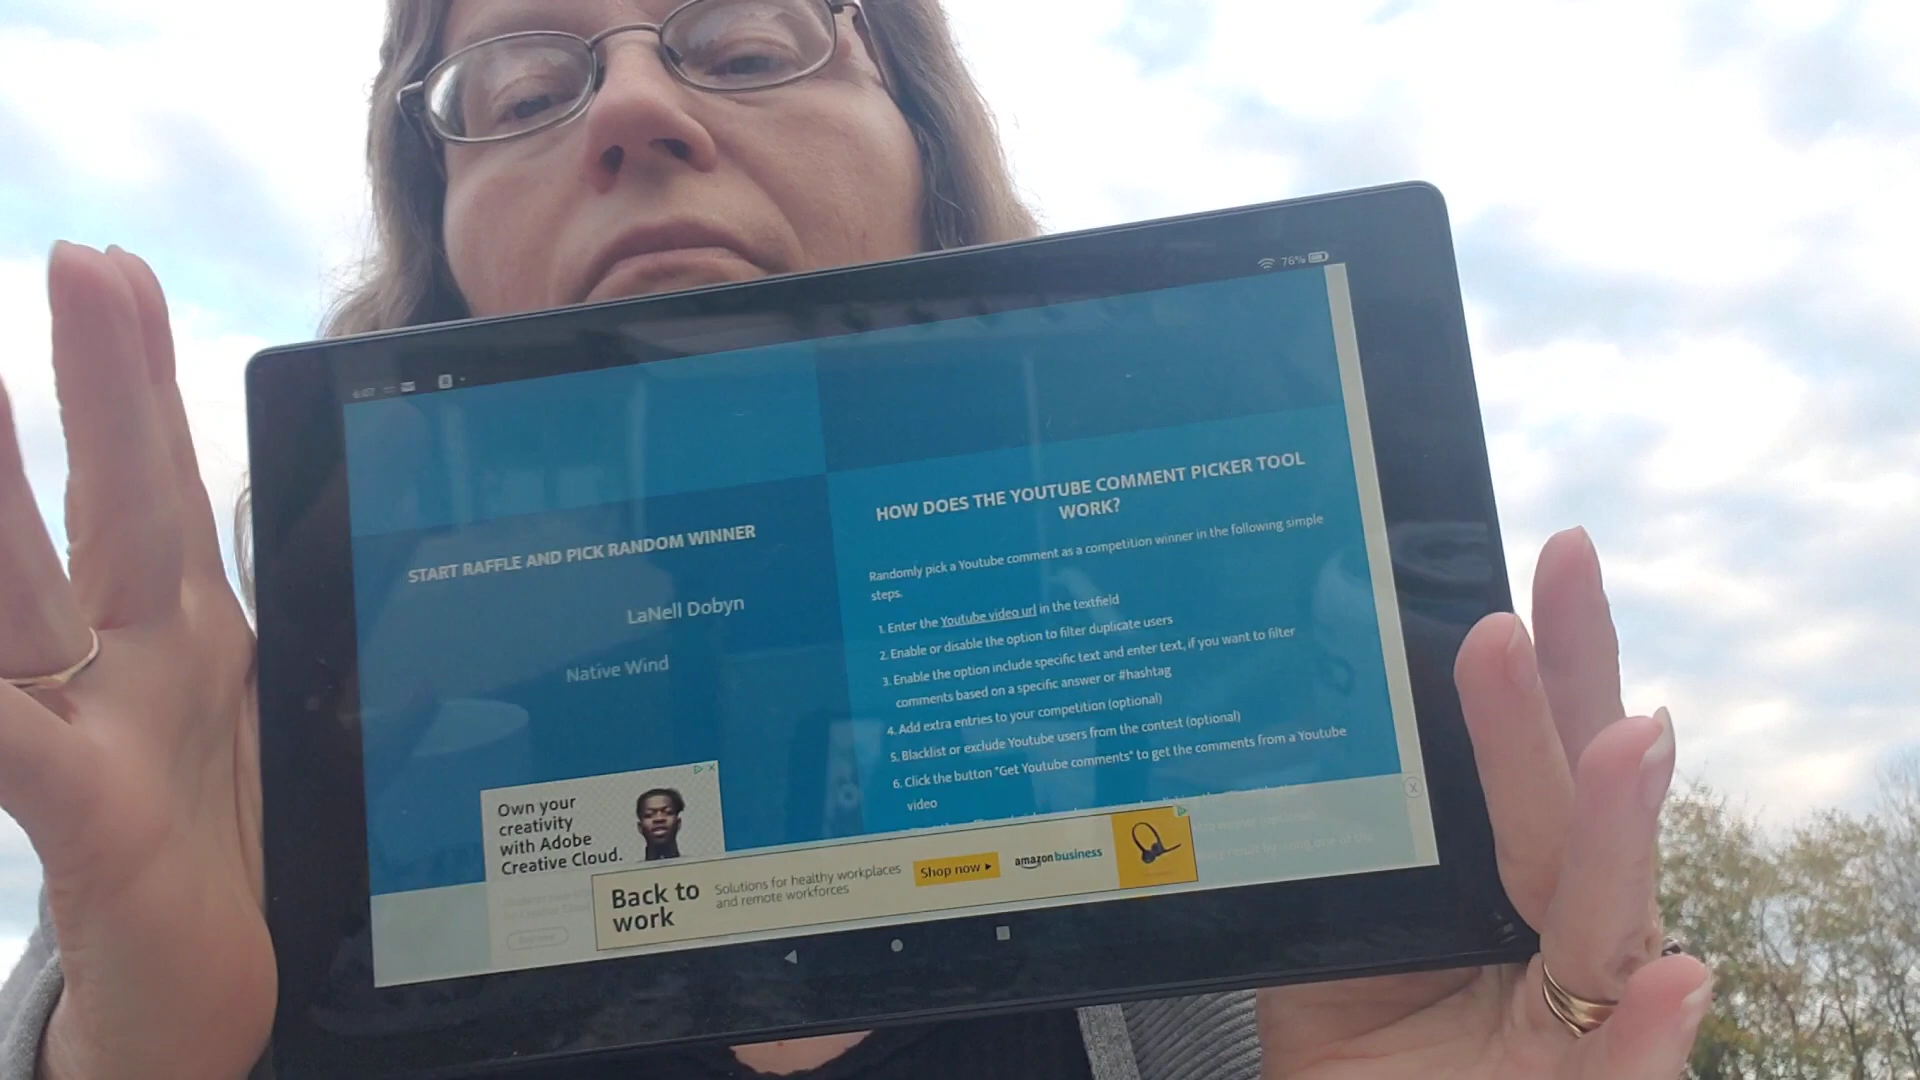 6:07
76%
START RAFFLE AND PICK RANDOM WINNER
LaNell Dobyn
Native Wind
HOW DOES THE YOUTUBE COMMENT PICKER TOOL
WORK?
Randomly pick a Youtube comment as a competition winner in the following simple
steps.
1. Enter the Youtube video url in the textfield
2. Enable or disable the option to filter duplicate users
3. Enable the option include specific text and enter text, if you want to filter
comments based on a specific answer or #hashtag
4. Add extra entries to your competition (optional)
5. Blacklist or exclude Youtube users from the contest (optional)
6. Click the button "Get Youtube comments" to get the comments from a Youtube
video
Own your
creativity
with Adobe
Creative Cloud.
Back to
work
Solutions for healthy workplaces
and remote workforces
Shop now
amazon business